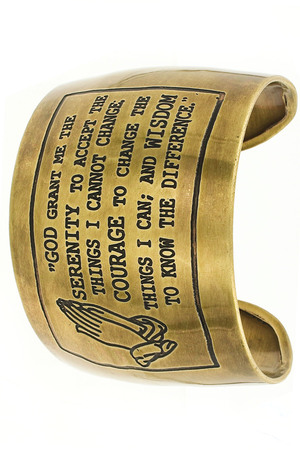 "GOD GRANT ME THE
SERENITY TO ACCEPT THE
THINGS I CANNOT CHANGE
COURAGE TO CHANGE THE
THINGS I CAN; AND WISDOM
TO KNOW THE DIFFERENCE."